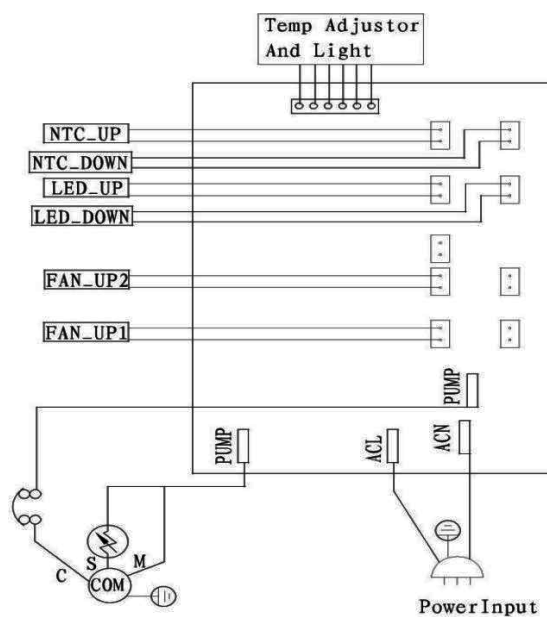 Temp Adjustor
And Light
NTC_UP
NTC_DOWN
LED_UP
LED_DOWN
FAN_UP2
FAN_UP1
PUMP
PUMP
ACL
ACN
S
M
C
COM
PowerInput